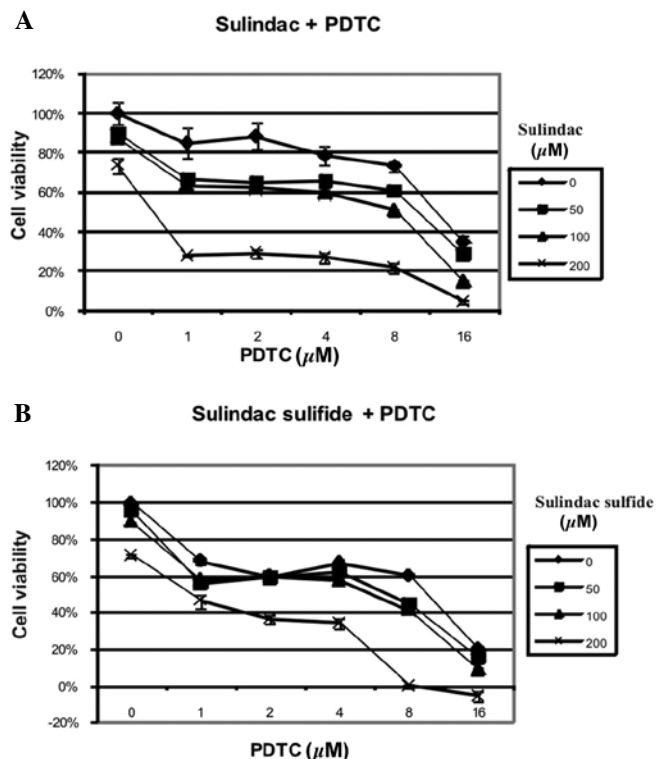 A
Sulindac + PDTC
120%
100%
80%
60%
40%
20%
0%
Cell viability
0 1 2 4 8 16
PDTC (µM)
Sulindac
(µM)
0
50
100
200
B
Sulindac sulifide + PDTC
120%
100%
80%
60%
40%
20%
0%
-20%
Cell viability
0 1 2 4 8 16
PDTC (µM)
Sulindac sulfide
(µM)
0
50
100
200